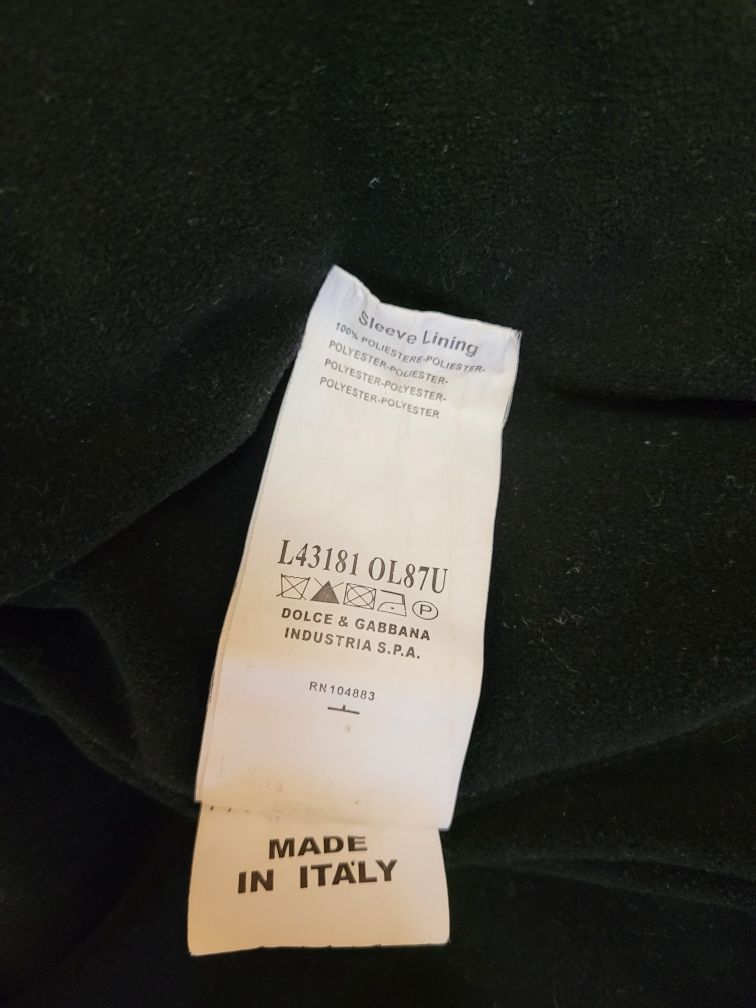 Sleeve Lining
100% POLIESTERE-POLIESTER-
POLYESTER-POLIESTER-
POLYESTER-POLYESTER-
POLYESTER-POLYESTER
L43181 OL87U
P
DOLCE & GABBANA
INDUSTRIA S.P.A.
RN104883
MADE
IN ITALY